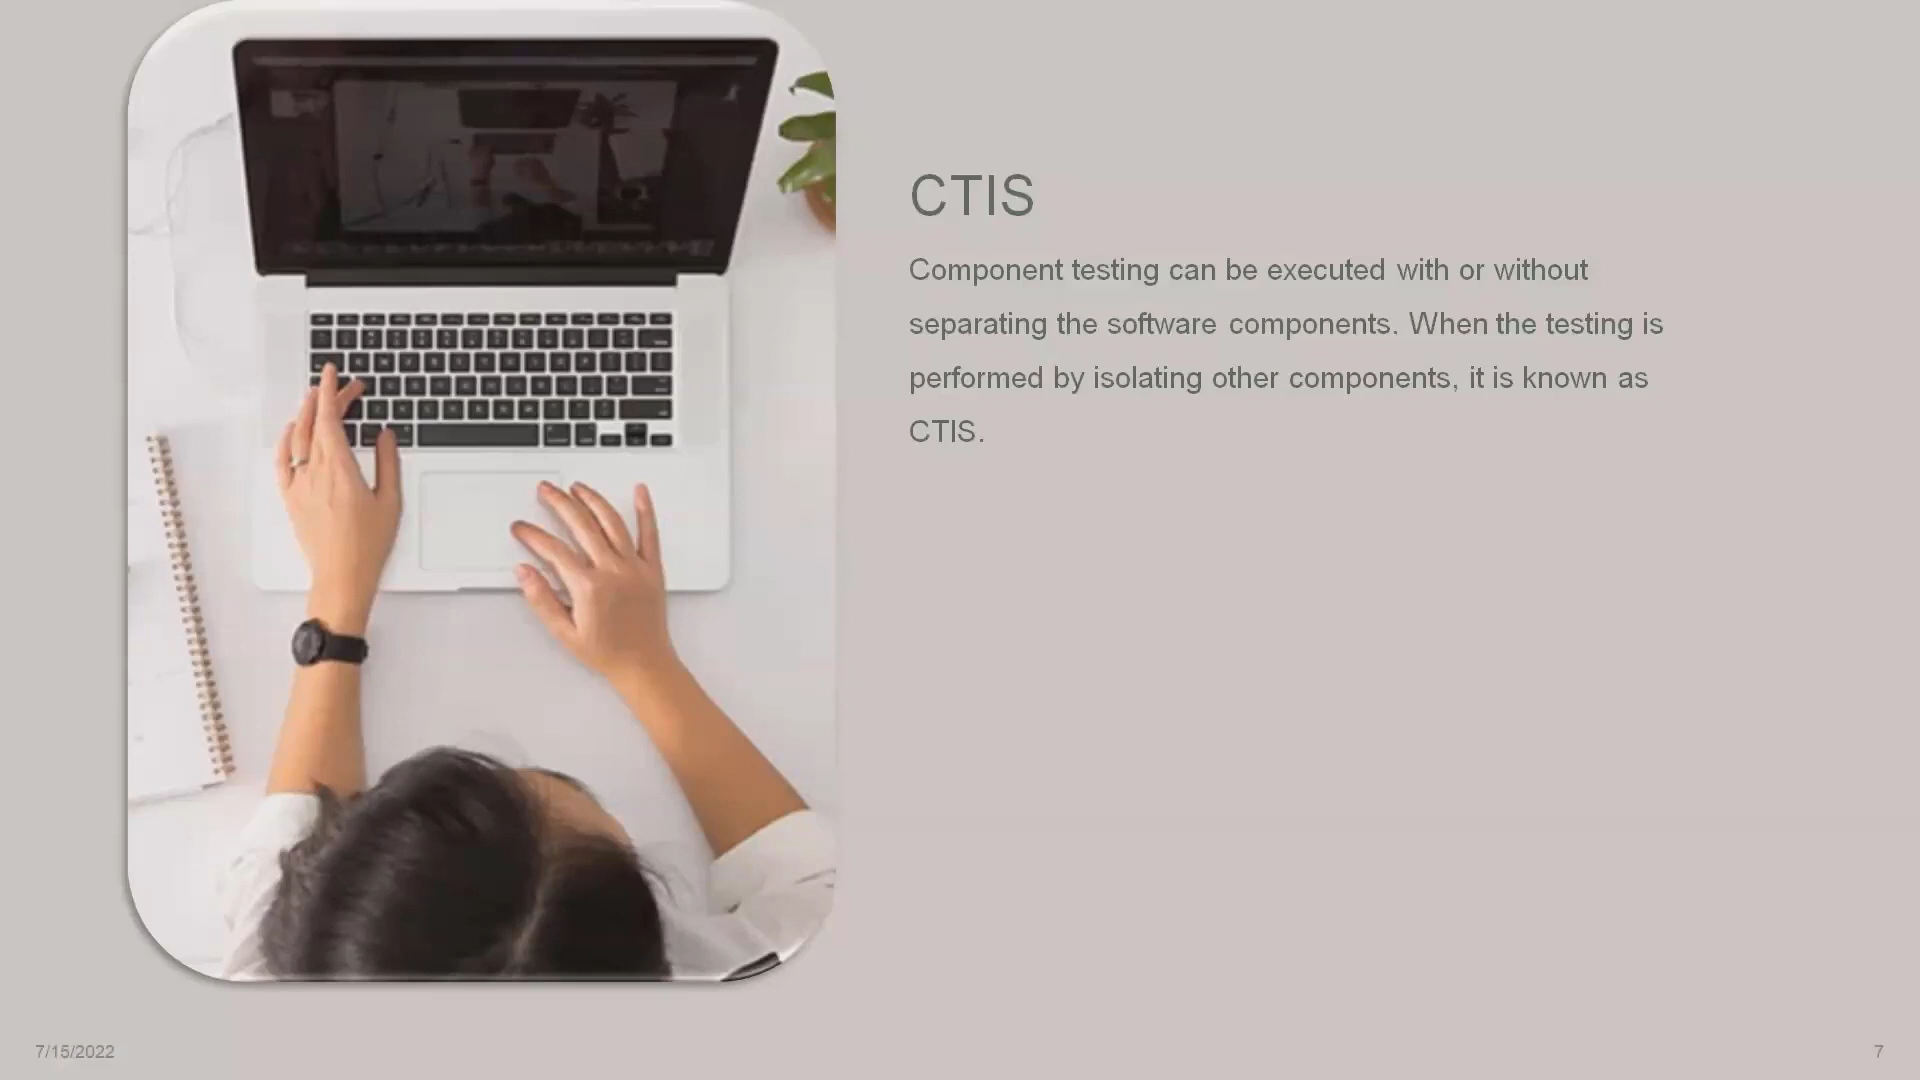 CTIS
Component testing can be executed with or without
separating the software components. When the testing is
performed by isolating other components, it is known as
CTIS.
7/15/2022
7